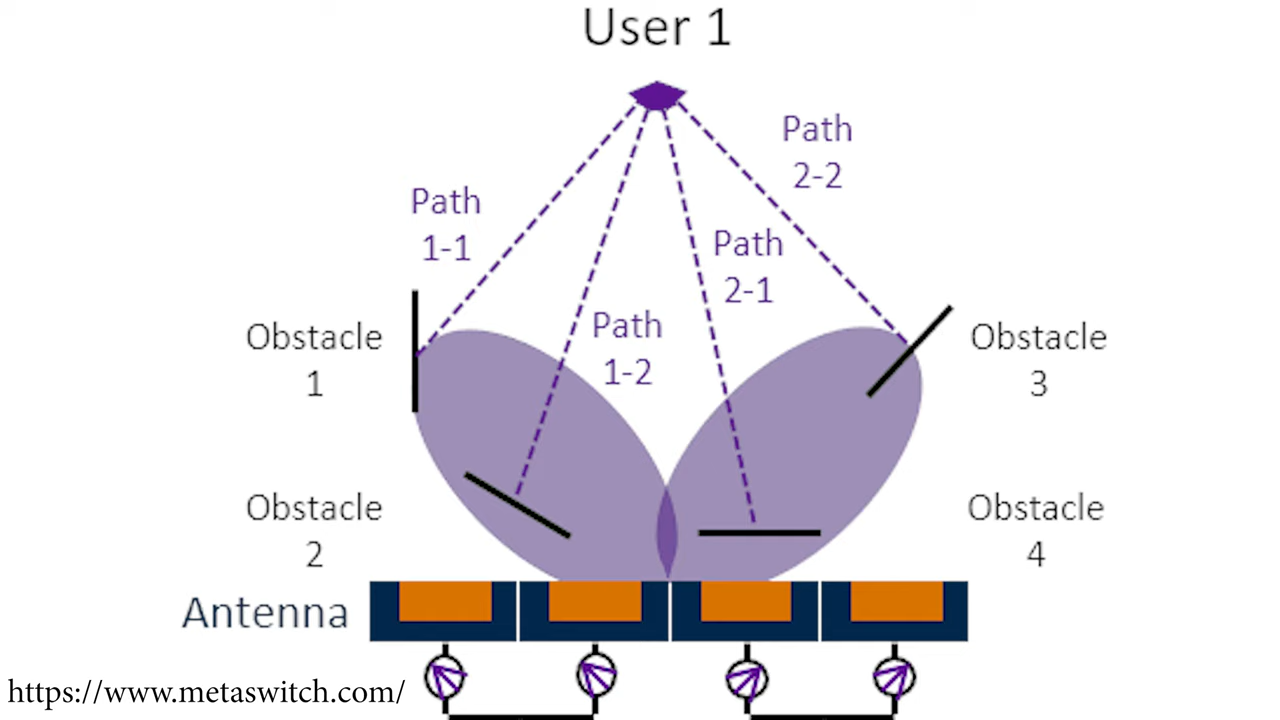 User 1
Path
2-2
Path
1-1
Path
2-1
Path
1-2
Obstacle
1
Obstacle
3
Obstacle
2
Obstacle
4
Antenna
https://www.metaswitch.com/